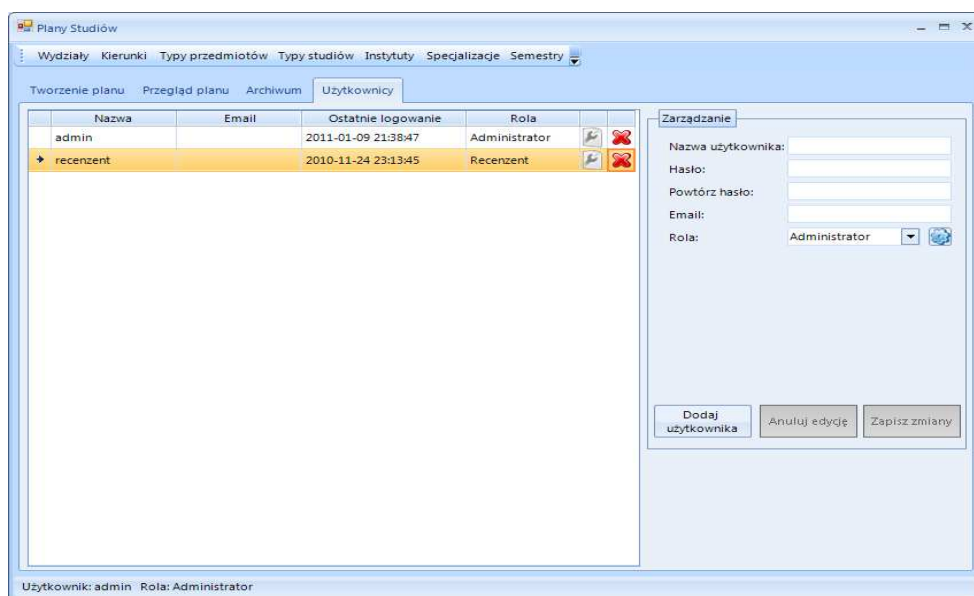 Plany Studiów
Wydziały Kierunki Typy przedmiotów Typy studiów Instytuty Specjalizacje Semestry
Tworzenie planu Przegląd planu Archiwum Użytkownicy
Nazwa Email Ostatnie logowanie Rola
admin 2011-01-09 21:38:47 Administrator
recenzent 2010-11-24 23:13:45 Recenzent
Zarządzanie
Nazwa użytkownika:
Hasło:
Powtórz hasło:
Email:
Rola: Administrator
Dodaj
użytkownika
Anuluj edycję
Zapisz zmiany
Użytkownik: admin Rola: Administrator